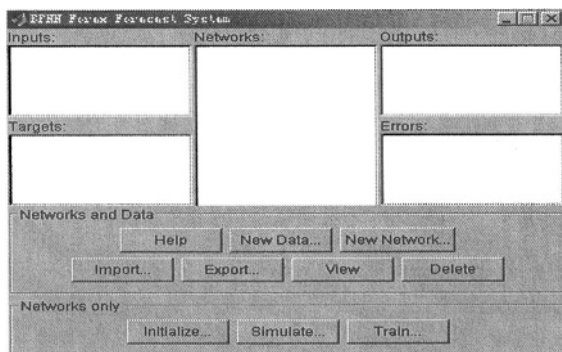 BPNN Forex Forecast System
Inputs: Networks: Outputs:
Targets: Errors:
Networks and Data
Help New Data... New Network...
Import... Export... View Delete
Networks only
Initialize... Simulate... Train...